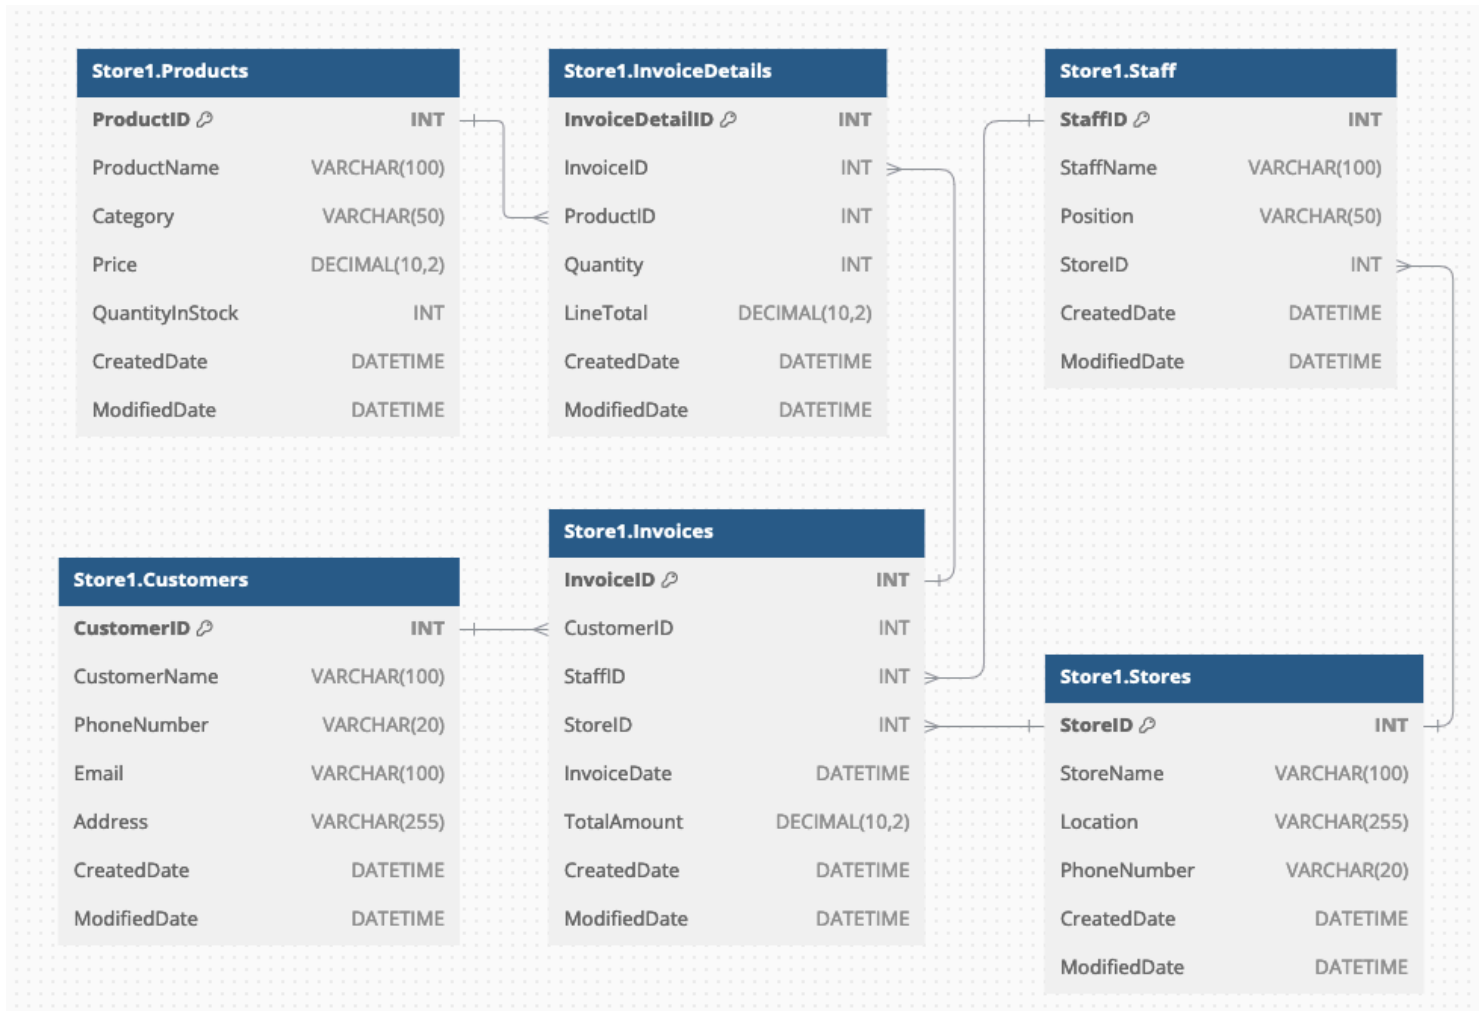 Store1.Products
ProductID INT
ProductName VARCHAR(100)
Category VARCHAR(50)
Price DECIMAL(10,2)
QuantityInStock INT
CreatedDate DATETIME
ModifiedDate DATETIME
Store1.InvoiceDetails
InvoiceDetailID INT
InvoiceID INT
ProductID INT
Quantity INT
LineTotal DECIMAL(10,2)
CreatedDate DATETIME
ModifiedDate DATETIME
Store1.Staff
StaffID INT
StaffName VARCHAR(100)
Position VARCHAR(50)
StoreID INT
CreatedDate DATETIME
ModifiedDate DATETIME
Store1.Customers
CustomerID INT
CustomerName VARCHAR(100)
PhoneNumber VARCHAR(20)
Email VARCHAR(100)
Address VARCHAR(255)
CreatedDate DATETIME
ModifiedDate DATETIME
Store1.Invoices
InvoiceID INT
CustomerID INT
StaffID INT
StoreID INT
InvoiceDate DATETIME
TotalAmount DECIMAL(10,2)
CreatedDate DATETIME
ModifiedDate DATETIME
Store1.Stores
StoreID INT
StoreName VARCHAR(100)
Location VARCHAR(255)
PhoneNumber VARCHAR(20)
CreatedDate DATETIME
ModifiedDate DATETIME